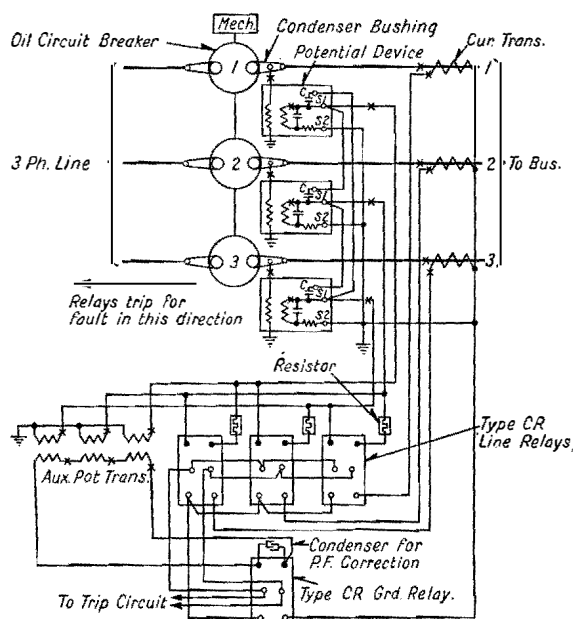 Mech.
Oil Circuit Breaker
Condenser Bushing
Potential Device
Cur. Trans.
1
1
C
S1
S2
3 Ph. Line
2
2
To Bus.
C
S1
S2
3
3
C
S1
S2
Relays trip for
fault in this direction
Resistor
Type CR
Line Relays,
Aux. Pot Trans.
Condenser for
P.F. Correction
Type CR Grd. Relay.
To Trip Circuit